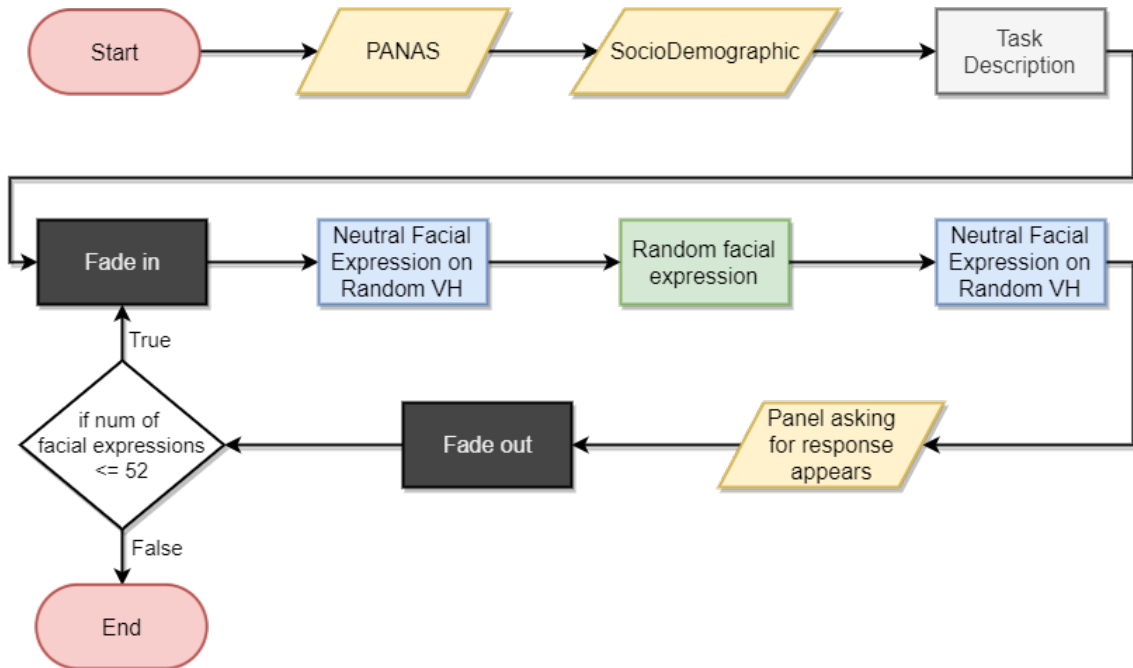 Start
PANAS
SocioDemographic
Task
Description
Fade in
Neutral Facial
Expression on
Random VH
Random facial
expression
Neutral Facial
Expression on
Random VH
True
if num of
facial expressions
<= 52
Fade out
Panel asking
for response
appears
False
End